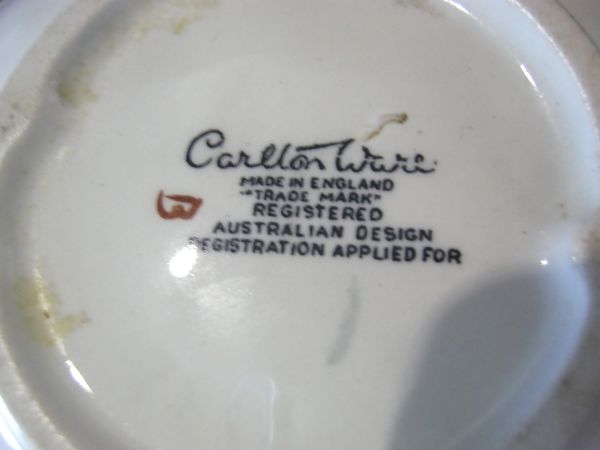 Carlton Ware
MADE IN ENGLAND
"TRADE MARK"
REGISTERED
AUSTRALIAN DESIGN
REGISTRATION APPLIED FOR